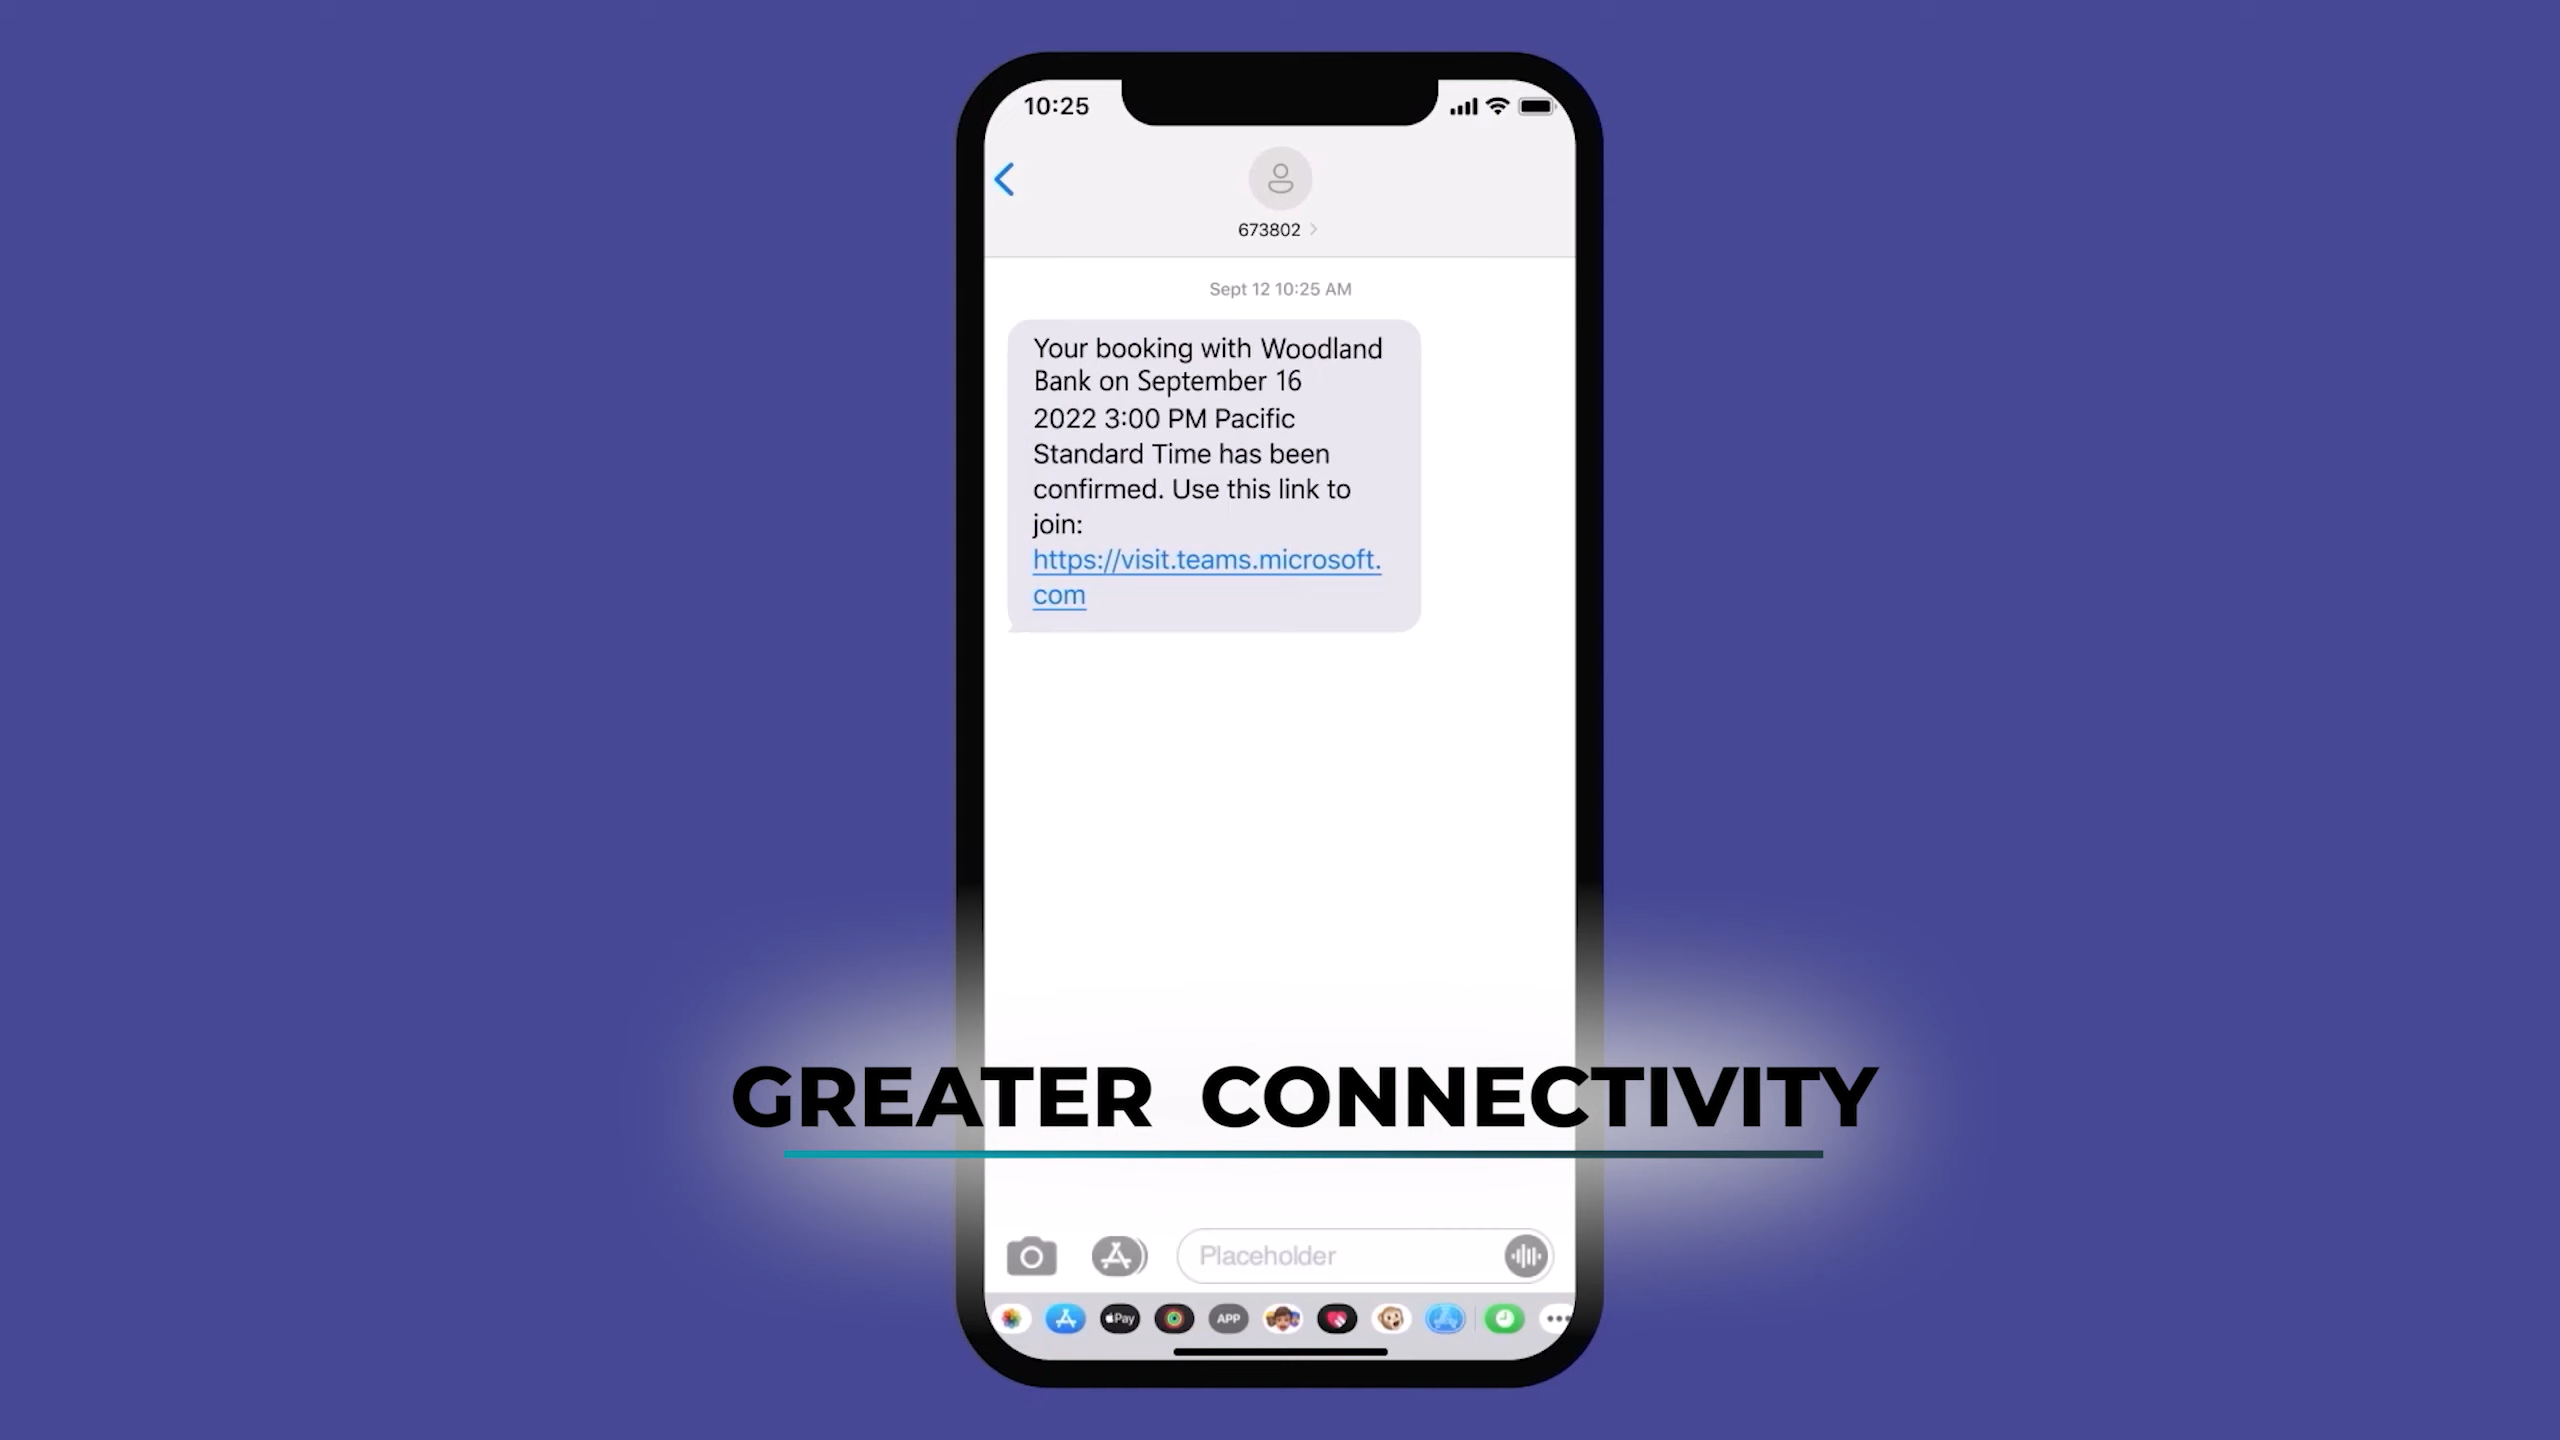 10:25
673802
Sept 12 10:25 AM
Your booking with Woodland
Bank on September 16
2022 3:00 PM Pacific
Standard Time has been
confirmed. Use this link to
join:
https://visit.teams.microsoft.
com
GREATER CONNECTIVITY
Placeholder
Pay
APP